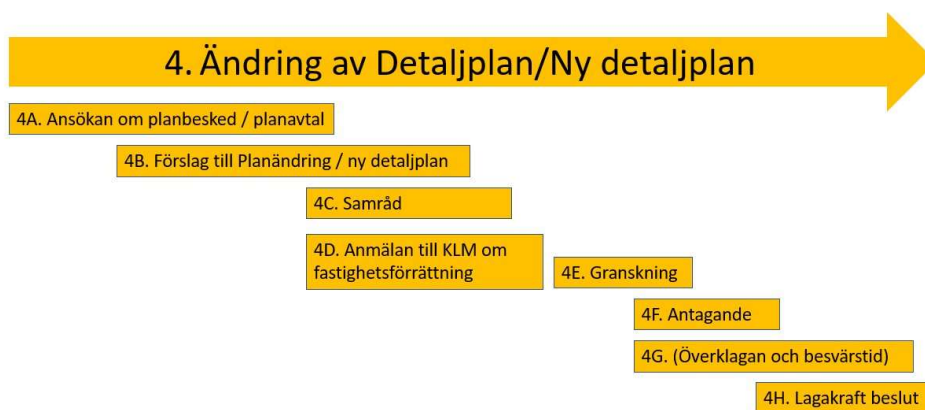 4. Ändring av Detaljplan/Ny detaljplan
4A. Ansökan om planbesked / planavtal
4B. Förslag till Planändring / ny detaljplan
4C. Samråd
4D. Anmälan till KLM om
fastighetsförrättning
4E. Granskning
4F. Antagande
4G. (Överklagan och besvärstid)
4H. Lagakraft beslut